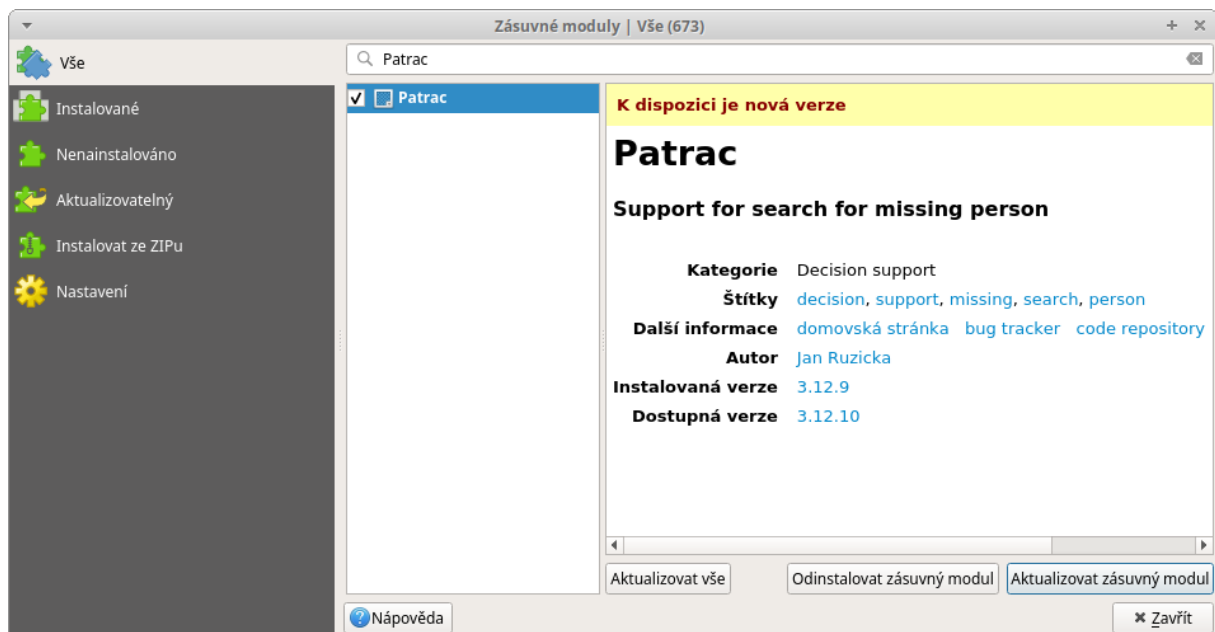 Zásuvné moduly | Vše (673)
Vše
Instalované
Nenainstalováno
Aktualizovatelný
Instalovat ze ZIPu
Nastavení
Patrac
Patrac
K dispozici je nová verze
Patrac
Support for search for missing person
Kategorie Decision support
Štítky decision, support, missing, search, person
Další informace domovská stránka bug tracker code repository
Autor Jan Ruzicka
Instalovaná verze 3.12.9
Dostupná verze 3.12.10
Aktualizovat vše Odinstalovat zásuvný modul Aktualizovat zásuvný modul
Nápověda Zavřít